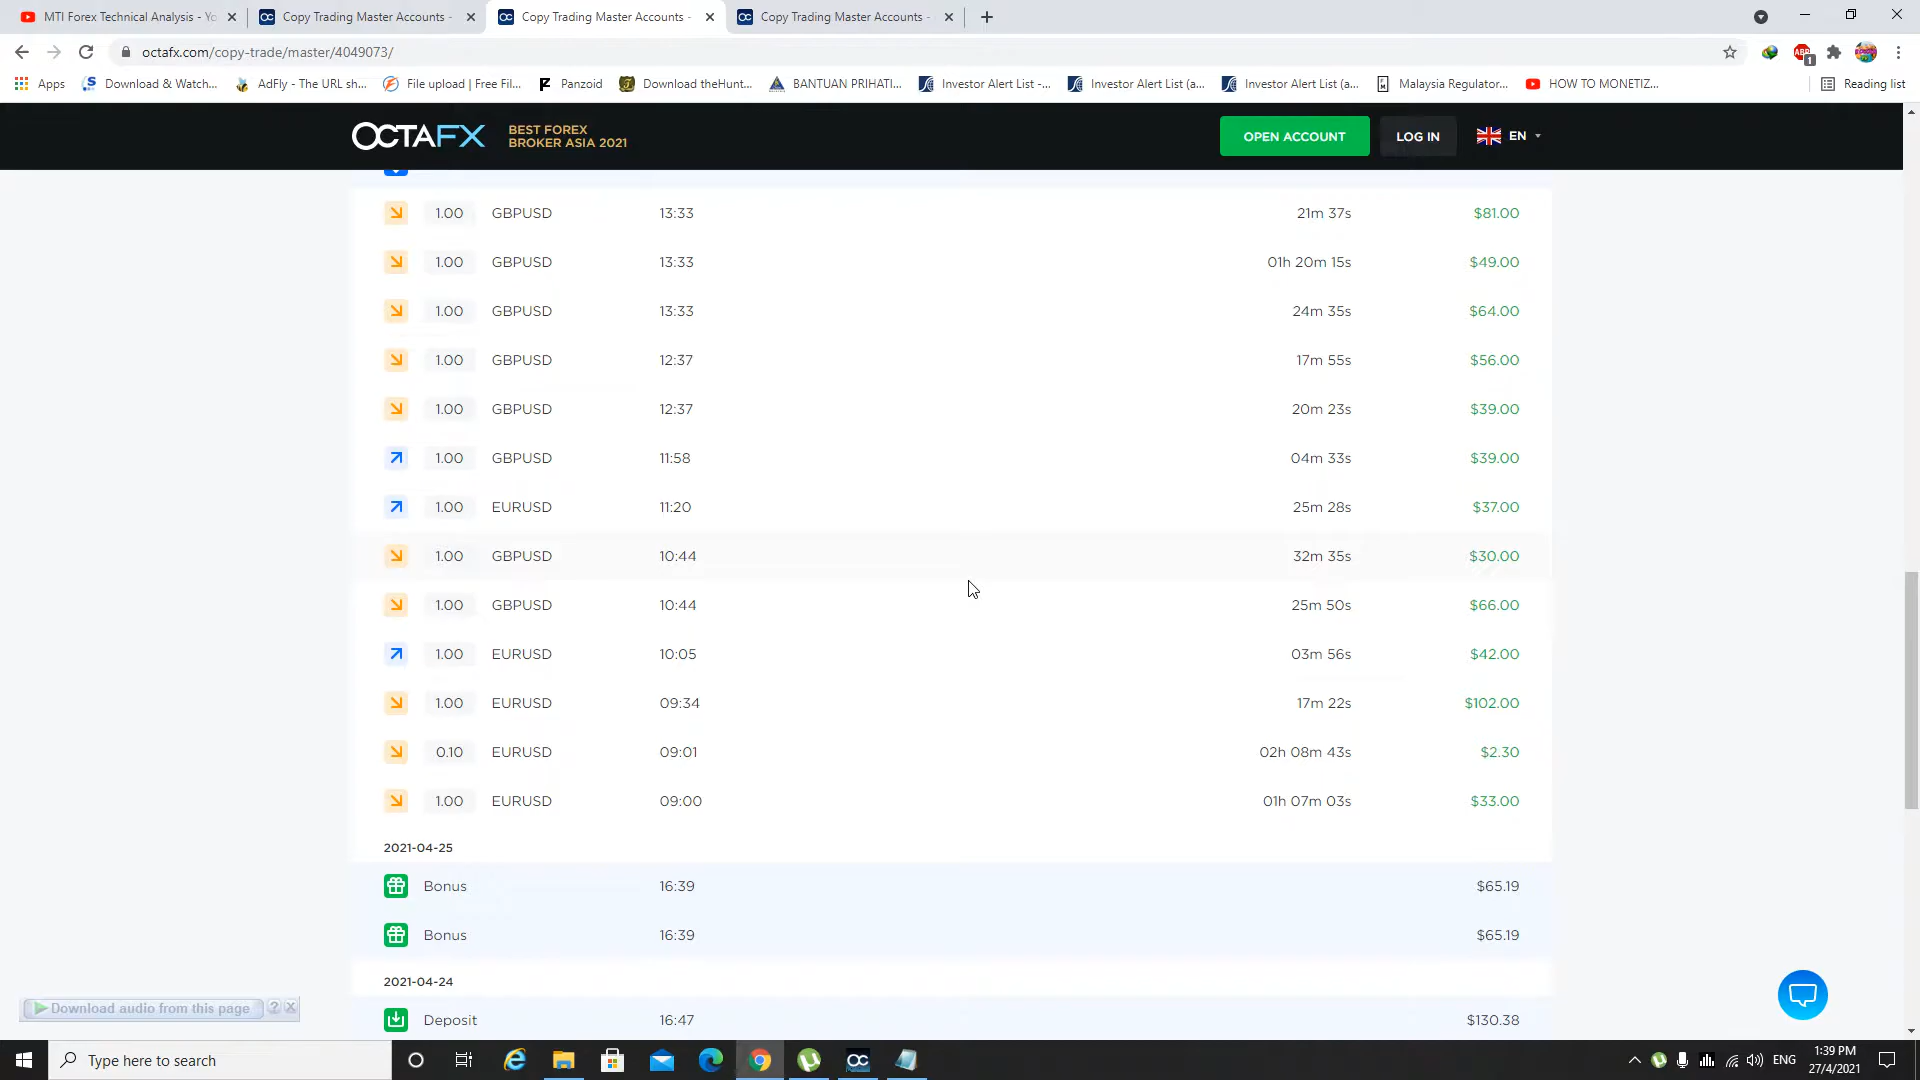 MTI Forex Technical Analysis - Yo
Copy Trading Master Accounts -
Copy Trading Master Accounts -
Copy Trading Master Accounts -
octafx.com/copy-trade/master/4049073/
ABP
1
Apps
Download & Watch...
AdFly - The URL sh...
File upload | Free Fil...
Panzoid
Download theHunt...
BANTUAN PRIHATI...
Investor Alert List -...
Investor Alert List (a...
Investor Alert List (a...
Malaysia Regulator...
HOW TO MONETIZ...
Reading list
OCTAFX
BEST FOREX
BROKER ASIA 2021
OPEN ACCOUNT
LOG IN
EN
1.00 GBPUSD 13:33 21m 37s $81.00
1.00 GBPUSD 13:33 01h 20m 15s $49.00
1.00 GBPUSD 13:33 24m 35s $64.00
1.00 GBPUSD 12:37 17m 55s $56.00
1.00 GBPUSD 12:37 20m 23s $39.00
1.00 GBPUSD 11:58 04m 33s $39.00
1.00 EURUSD 11:20 25m 28s $37.00
1.00 GBPUSD 10:44 32m 35s $30.00
1.00 GBPUSD 10:44 25m 50s $66.00
1.00 EURUSD 10:05 03m 56s $42.00
1.00 EURUSD 09:34 17m 22s $102.00
0.10 EURUSD 09:01 02h 08m 43s $2.30
1.00 EURUSD 09:00 01h 07m 03s $33.00
2021-04-25
Bonus 16:39 $65.19
Bonus 16:39 $65.19
2021-04-24
Deposit 16:47 $130.38
Download audio from this page
?
Type here to search
ENG
1:39 PM
27/4/2021